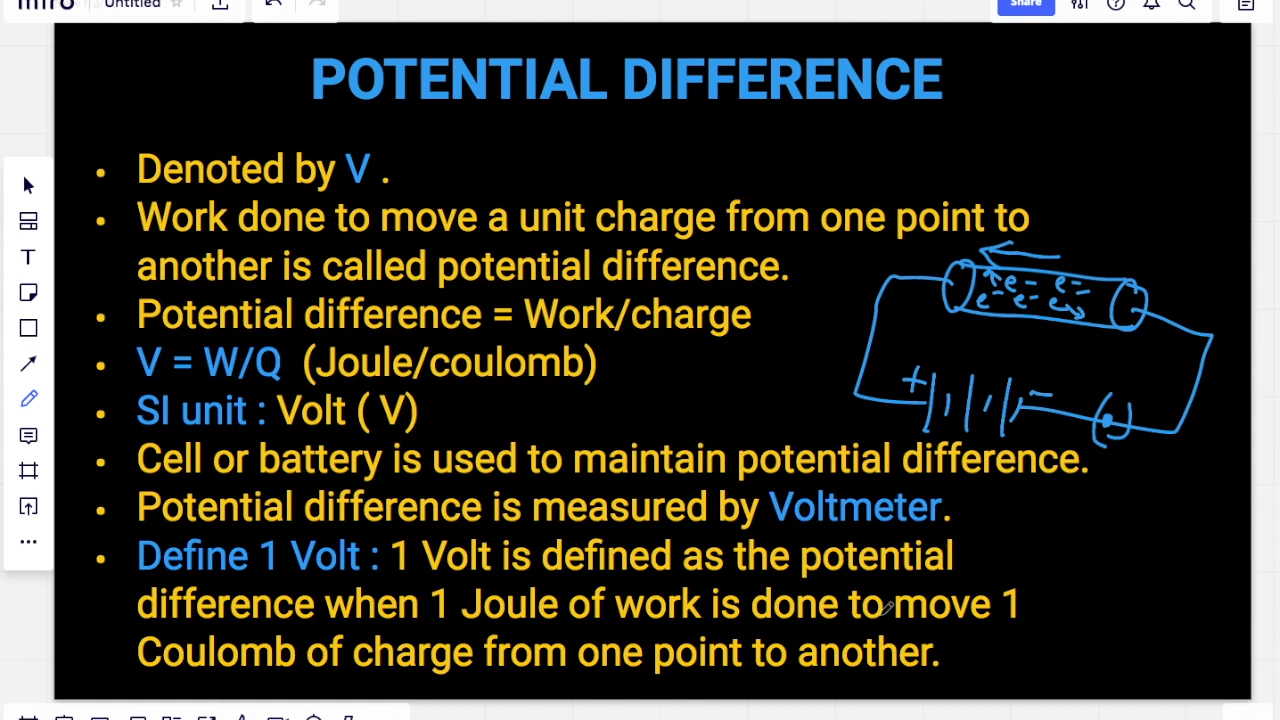 miro
Untitled
Share
POTENTIAL DIFFERENCE
• Denoted by V .
• Work done to move a unit charge from one point to
another is called potential difference.
• Potential difference = Work/charge
• V = W/Q (Joule/coulomb)
• SI unit : Volt ( V)
• Cell or battery is used to maintain potential difference.
• Potential difference is measured by Voltmeter.
• Define 1 Volt : 1 Volt is defined as the potential
difference when 1 Joule of work is done to move 1
Coulomb of charge from one point to another.
e- e-
e- e- e-
+ -
( )
T